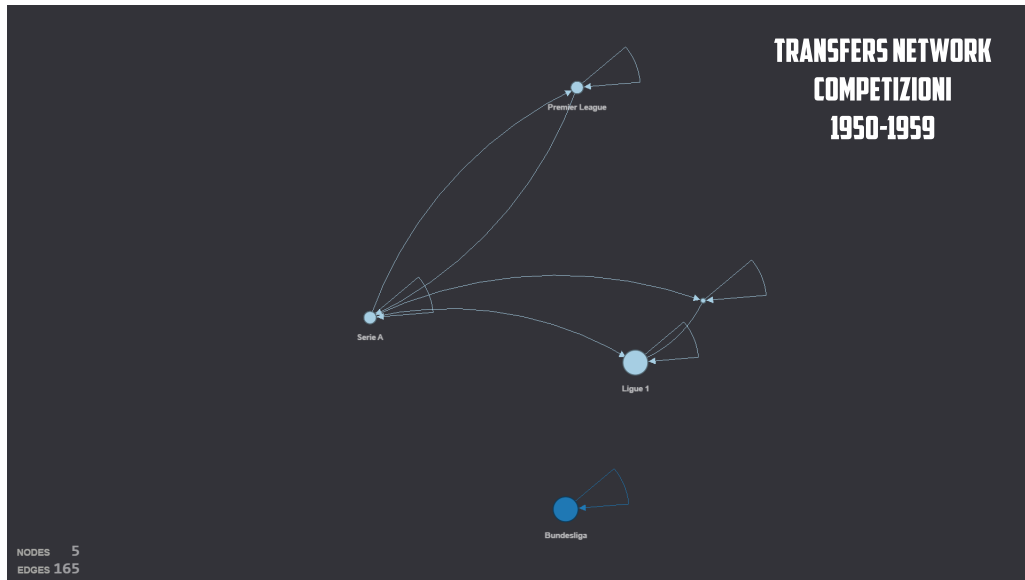 TRANSFERS NETWORK
COMPETIZIONI
1950-1959
Premier League
Serie A
Ligue 1
Bundesliga
NODES 5
EDGES 165